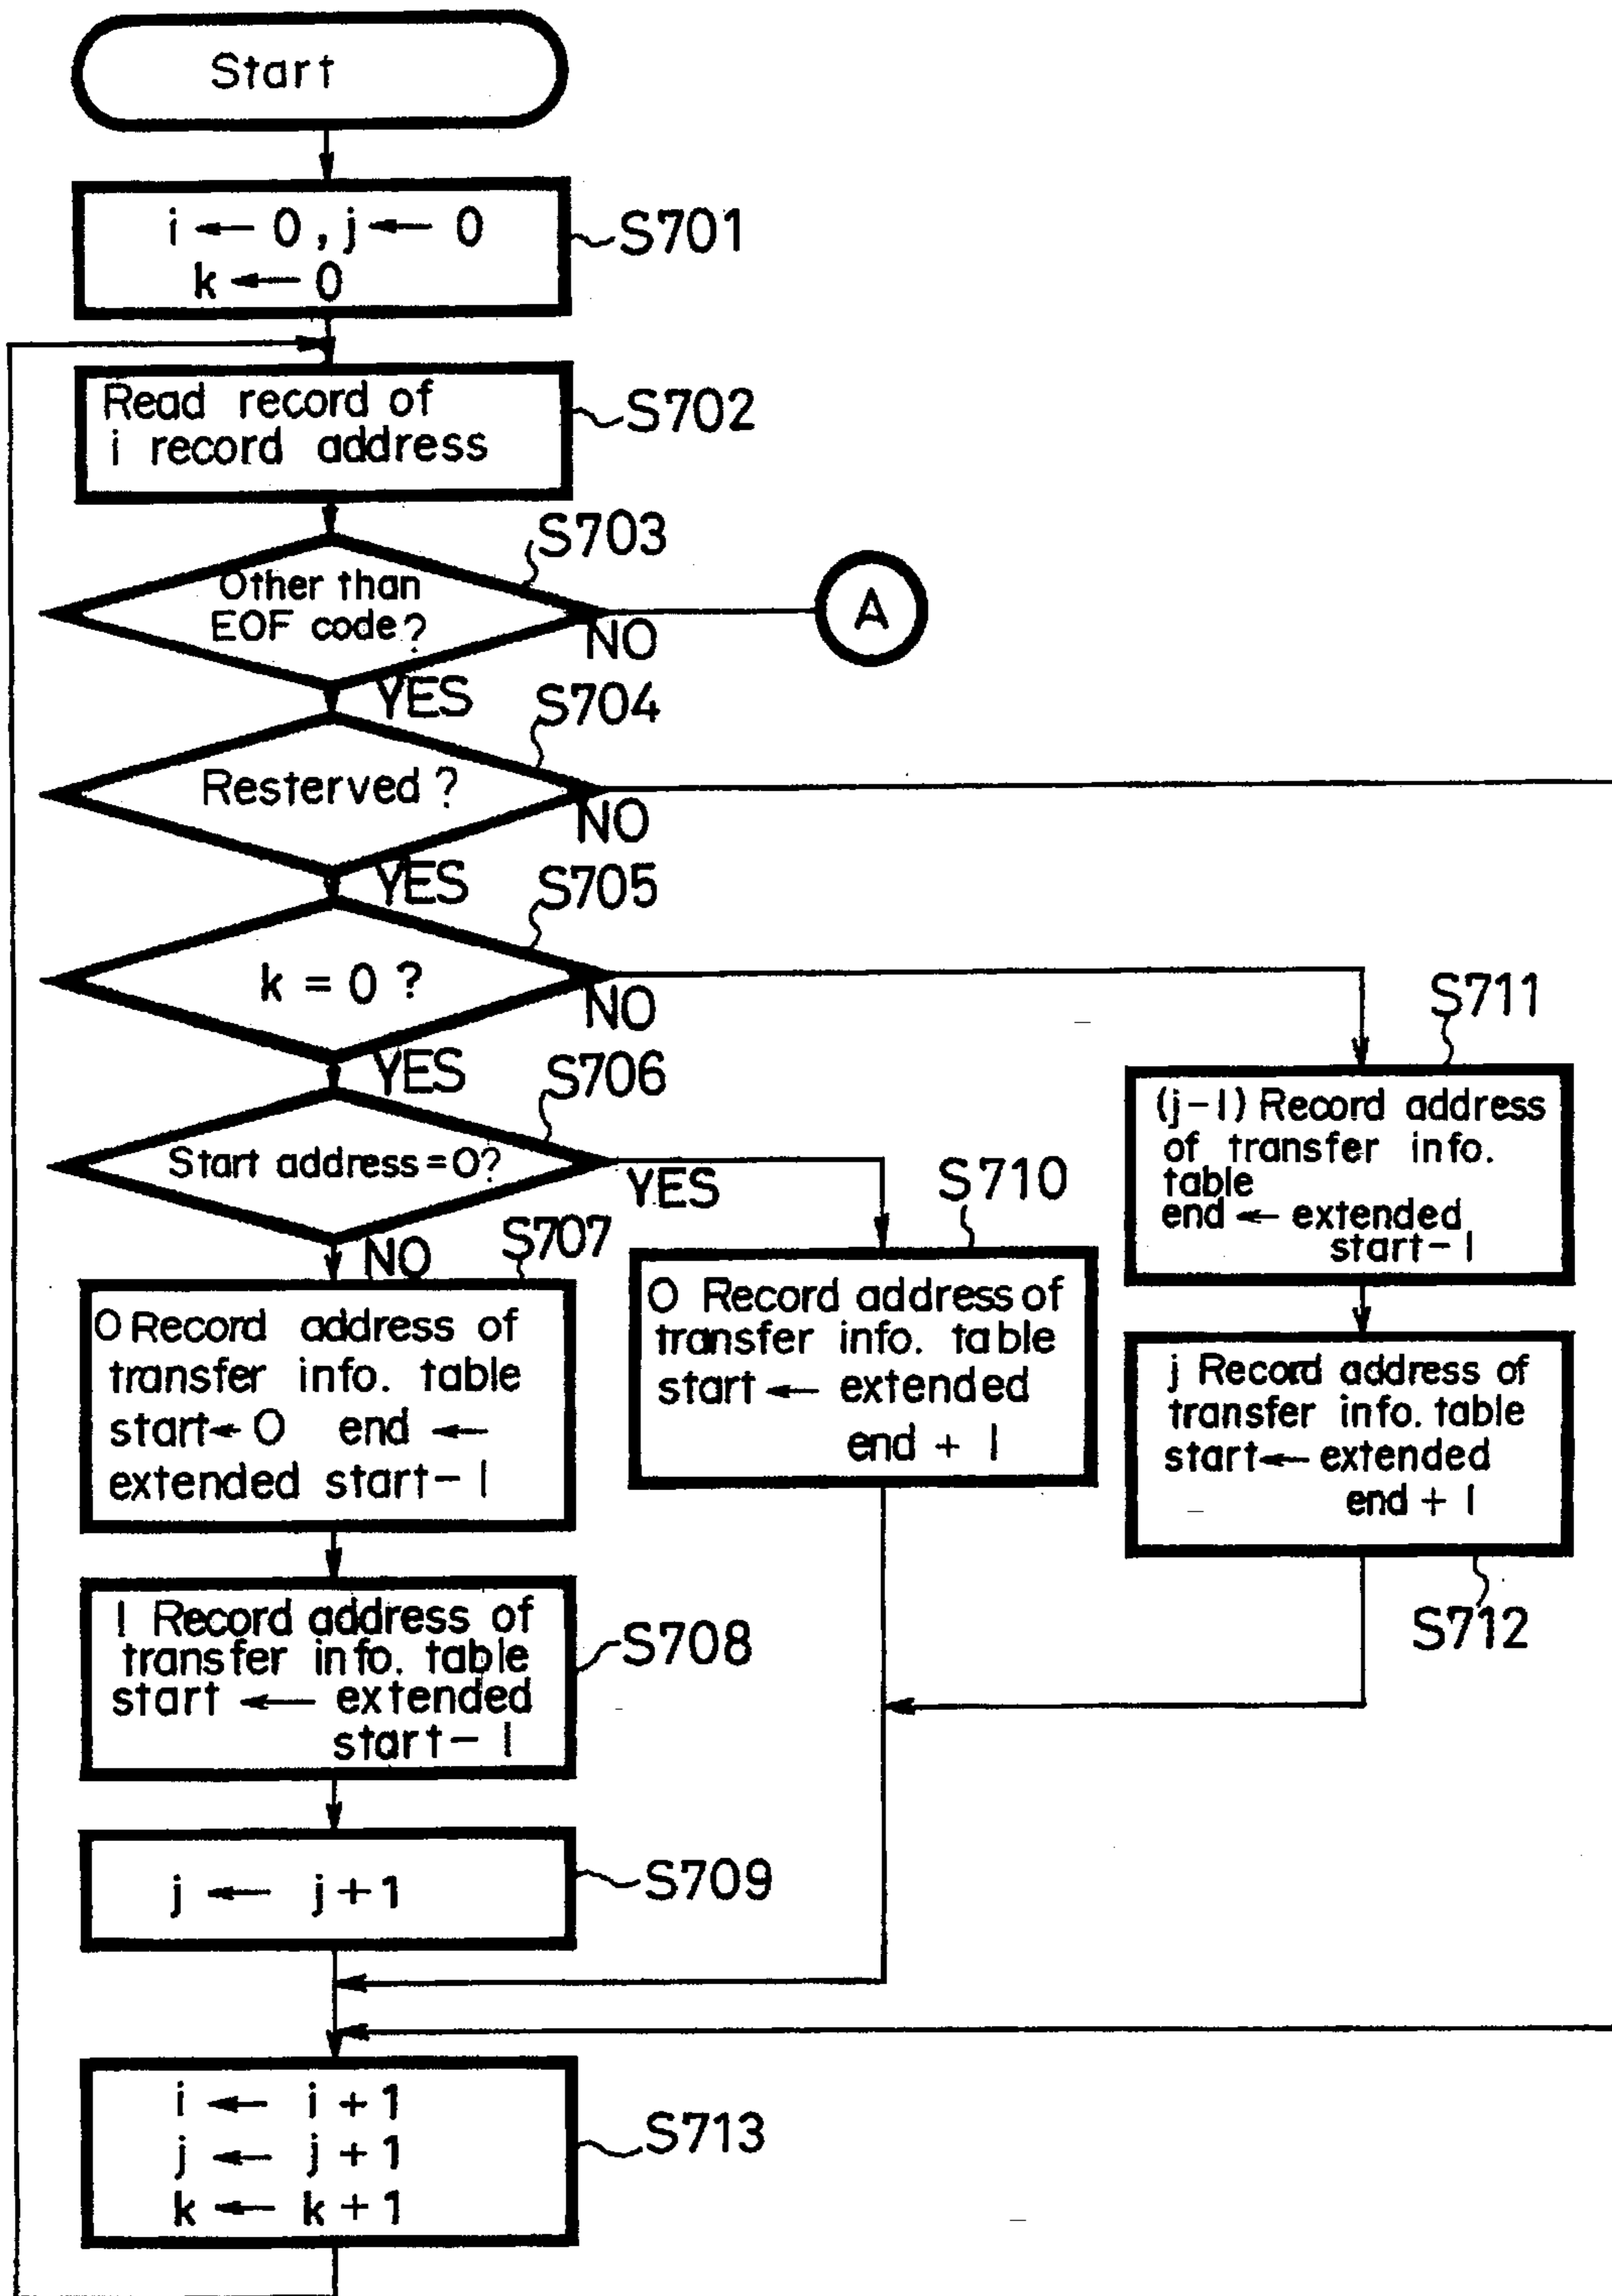 Start
i ← 0 , j ← 0
k ← 0
S701
Read record of
i record address
S702
S703
Other than
EOF code?
NO
A
YES
S704
Resterved ?
NO
YES
S705
k = 0 ?
NO
YES
S706
Start address = 0?
YES
NO
S707
0 Record address of
transfer info. table
start ← 0 end ←
extended start - 1
1 Record address of
transfer info. table
start ← extended
start - 1
S708
j ← j + 1
S709
S710
0 Record address of
transfer info. table
start ← extended
end + 1
S711
(j-1) Record address
of transfer info.
table
end ← extended
start - 1
j Record address of
transfer info. table
start ← extended
end + 1
S712
i ← i + 1
j ← j + 1
k ← k + 1
S713